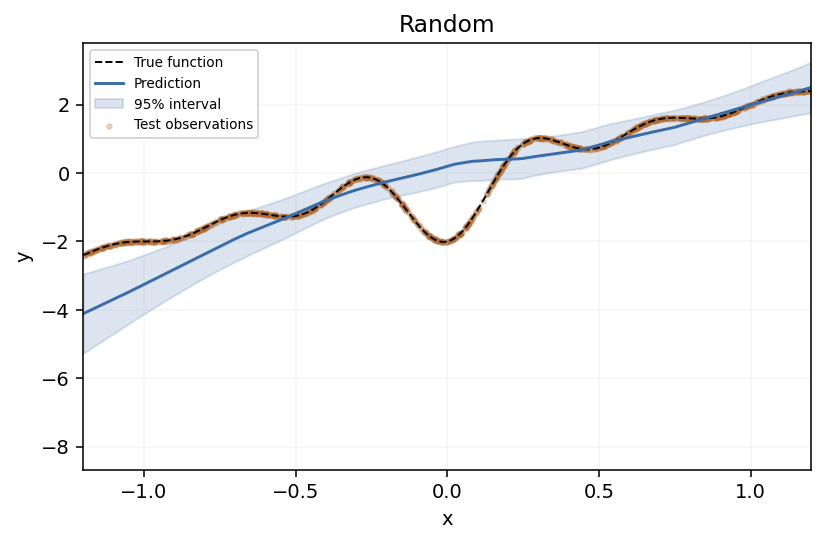 Random
True function
Prediction
95% interval
Test observations
2
0
−2
−4
−6
−8
y
−1.0
−0.5
0.0
0.5
1.0
x